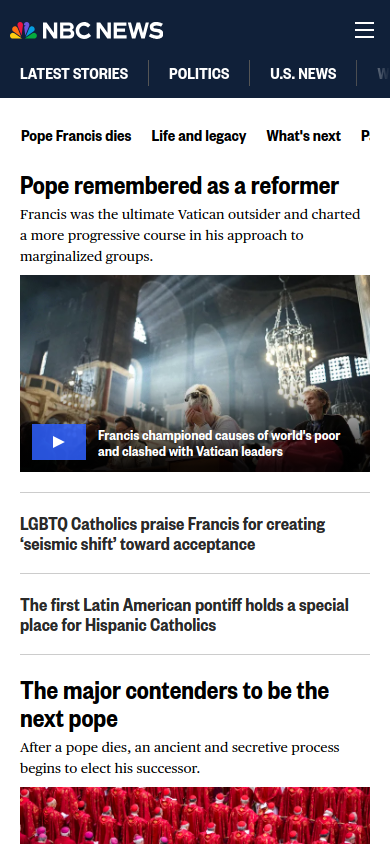 NBC NEWS
LATEST STORIES
POLITICS
U.S. NEWS
Pope Francis dies
Life and legacy
What's next
Pope remembered as a reformer
Francis was the ultimate Vatican outsider and charted
a more progressive course in his approach to
marginalized groups.
Francis championed causes of world's poor
and clashed with Vatican leaders
LGBTQ Catholics praise Francis for creating
‘seismic shift’ toward acceptance
The first Latin American pontiff holds a special
place for Hispanic Catholics
The major contenders to be the
next pope
After a pope dies, an ancient and secretive process
begins to elect his successor.